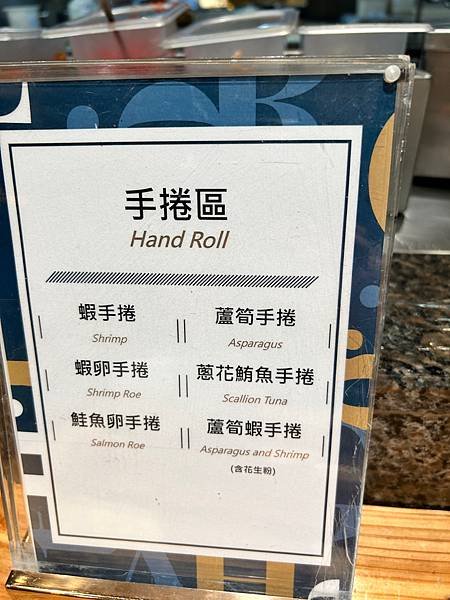 手捲區
Hand Roll
蝦手捲
Shrimp
蘆筍手捲
Asparagus
蝦卵手捲
Shrimp Roe
蔥花鮪魚手捲
Scallion Tuna
鮭魚卵手捲
Salmon Roe
蘆筍蝦手捲
Asparagus and Shrimp
(含花生粉)